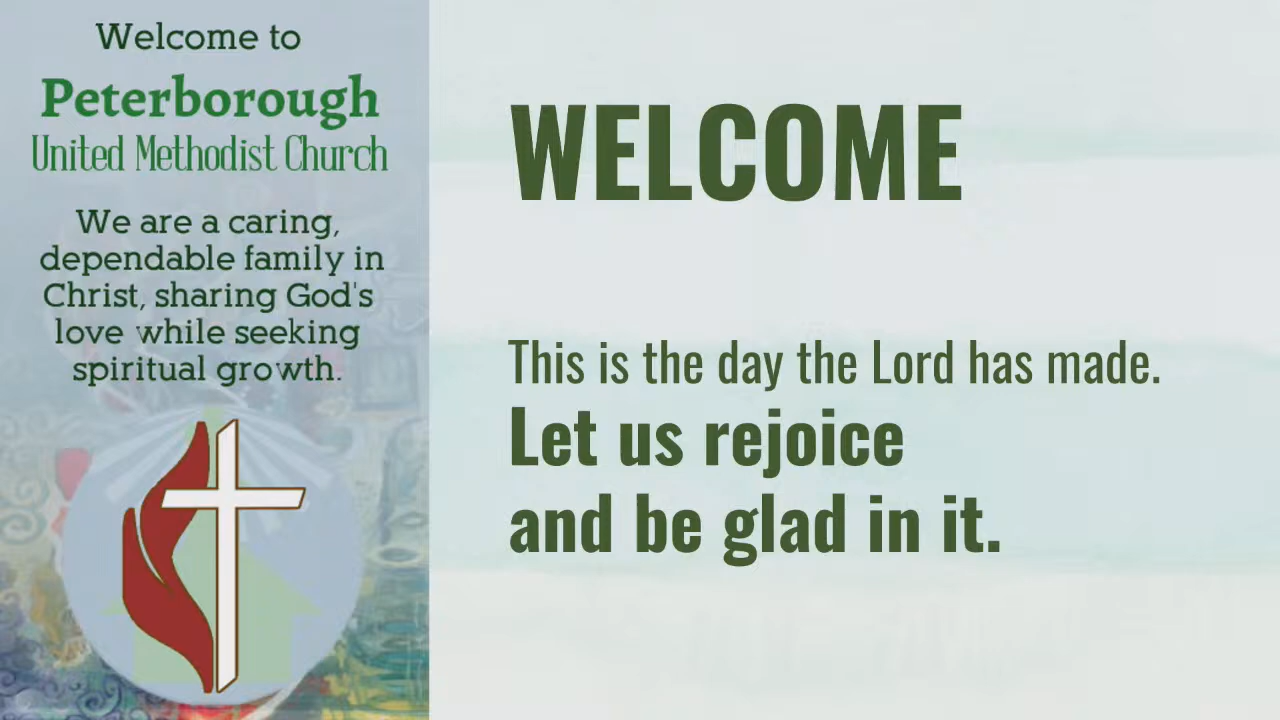 Welcome to
Peterborough
United Methodist Church
We are a caring,
dependable family in
Christ, sharing God's
love while seeking
spiritual growth.
WELCOME
This is the day the Lord has made.
Let us rejoice
and be glad in it.